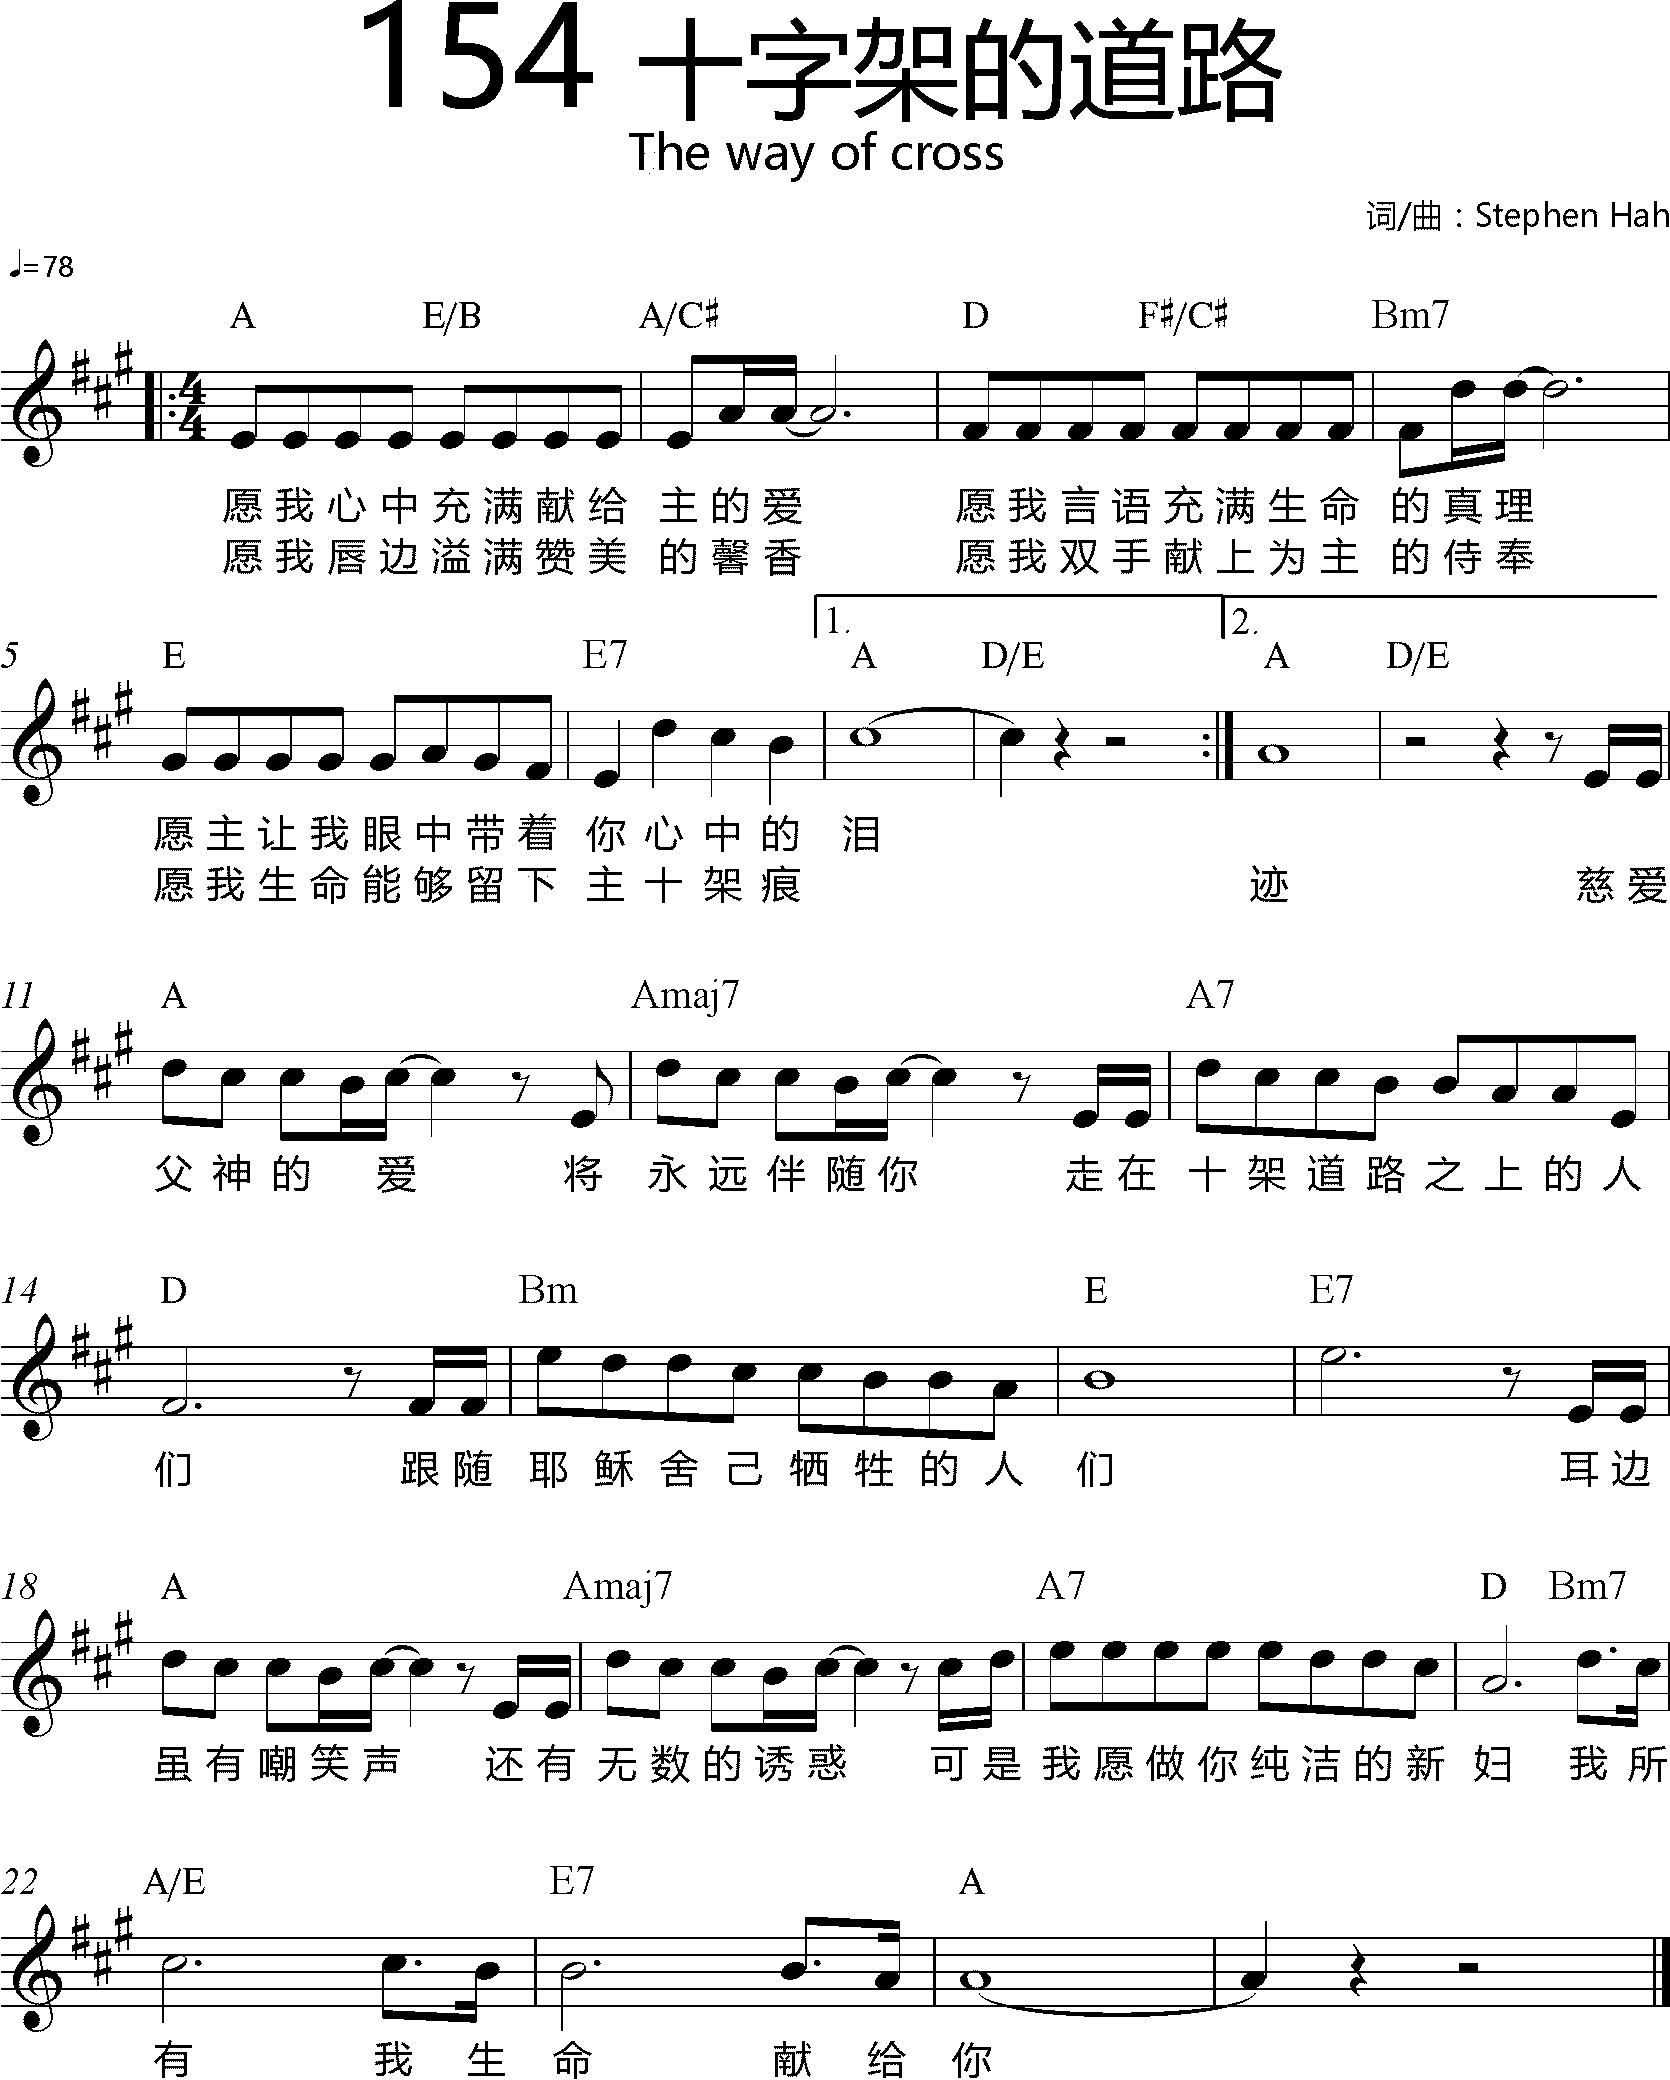 154 十字架的道路
The way of cross
词/曲：Stephen Hah
♩=78
A E/B A/C♯ D F♯/C♯ Bm7
4
4
愿我心中充满献给 主的爱 愿我言语充满生命 的真理
愿我唇边溢满赞美 的馨香 愿我双手献上为主 的侍奉
1. 2.
5 E E7 A D/E A D/E
愿主让我眼中带着 你心中的 泪
愿我生命能够留下 主十架痕 迹 慈爱
11 A Amaj7 A7
父神的 爱 将 永远伴随你 走在 十架道路之上的人
14 D Bm E E7
们 跟随 耶稣舍己牺牲的人 们 耳边
18 A Amaj7 A7 D Bm7
虽有嘲笑声 还有 无数的诱惑 可是 我愿做你纯洁的新 妇 我所
22 A/E E7 A
有 我生 命 献给 你